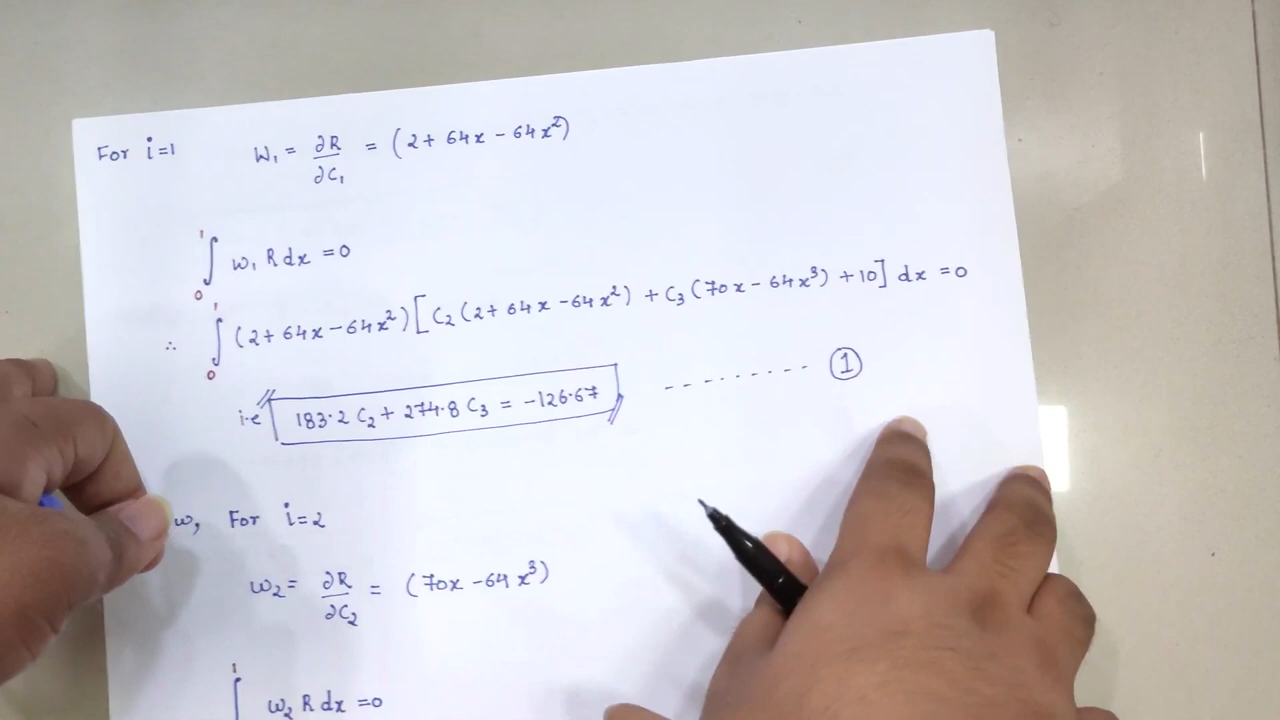 For i=1 W₁ = ∂R/∂C₁ = (2 + 64x − 64x²)
∫₀¹ w₁ R dx = 0
∴ ∫₀¹ (2 + 64x − 64x²) [C₂ (2 + 64x − 64x²) + C₃ (70x − 64x³) + 10] dx = 0
i.e 183.2 C₂ + 274.8 C₃ = −126.67 - - - - - - - - - ①
w, For i=2
w₂ = ∂R/∂C₂ = (70x − 64x³)
∫¹ w₂ R dx = 0